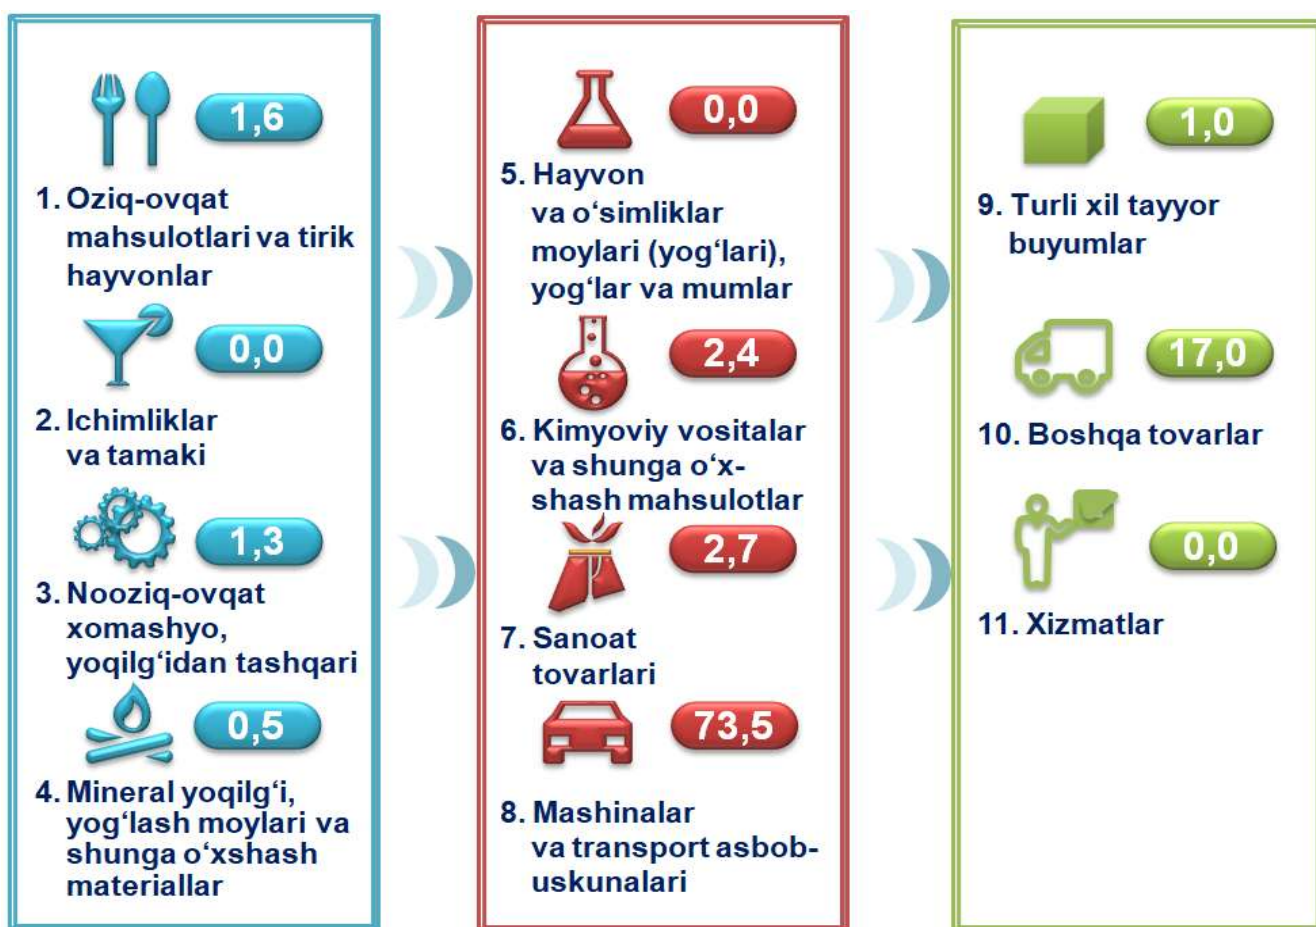 1,6
1. Oziq-ovqat
mahsulotlari va tirik
hayvonlar
0,0
2. Ichimliklar
va tamaki
1,3
3. Nooziq-ovqat
xomashyo,
yoqilg‘idan tashqari
0,5
4. Mineral yoqilg‘i,
yog‘lash moylari va
shunga o‘xshash
materiallar
0,0
5. Hayvon
va o‘simliklar
moylari (yog‘lari),
yog‘lar va mumlar
2,4
6. Kimyoviy vositalar
va shunga o‘x-
shash mahsulotlar
2,7
7. Sanoat
tovarlari
73,5
8. Mashinalar
va transport asbob-
uskunalari
1,0
9. Turli xil tayyor
buyumlar
17,0
10. Boshqa tovarlar
0,0
11. Xizmatlar